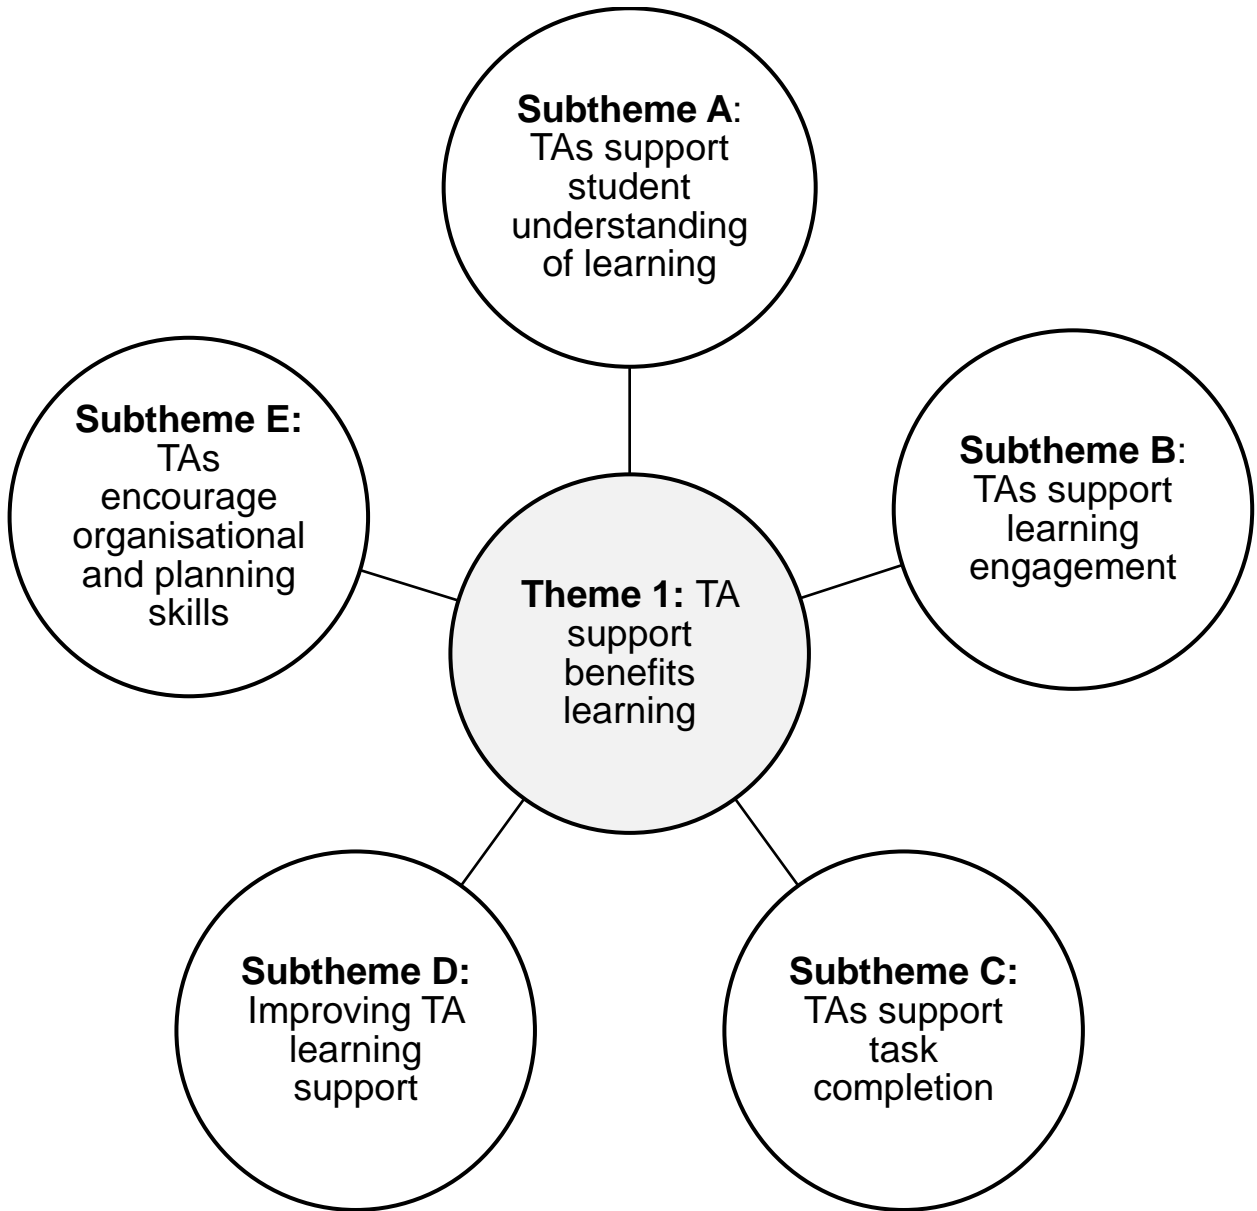 Subtheme A:
TAs support
student
understanding
of learning
Subtheme E:
TAs
encourage
organisational
and planning
skills
Subtheme B:
TAs support
learning
engagement
Theme 1: TA
support
benefits
learning
Subtheme D:
Improving TA
learning
support
Subtheme C:
TAs support
task
completion